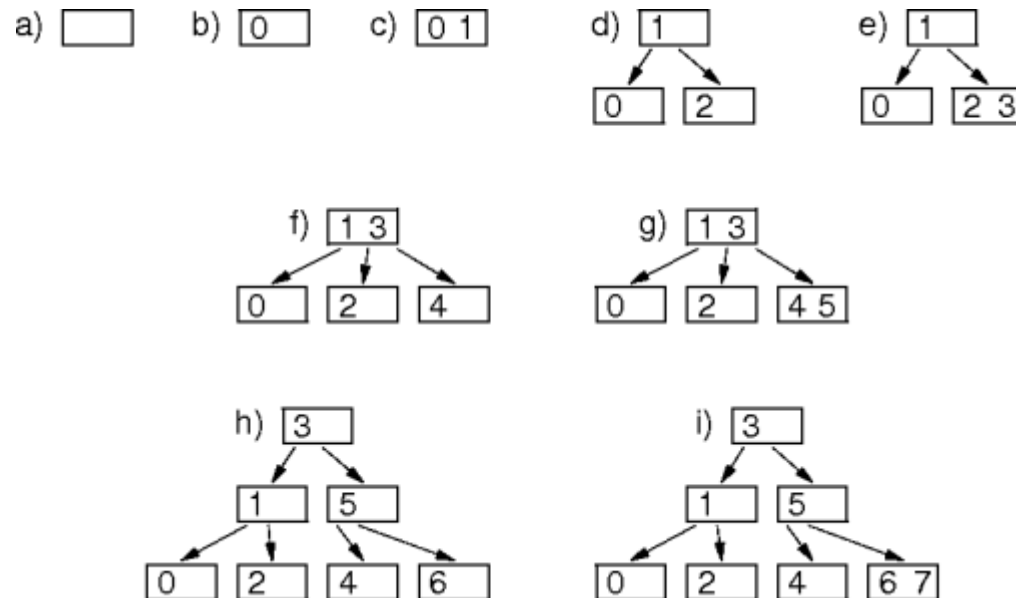 a) b) 0 c) 0 1 d) 1 e) 1
0 2 0 2 3
f) 1 3 g) 1 3
0 2 4 0 2 4 5
h) 3 i) 3
1 5 1 5
0 2 4 6 0 2 4 6 7